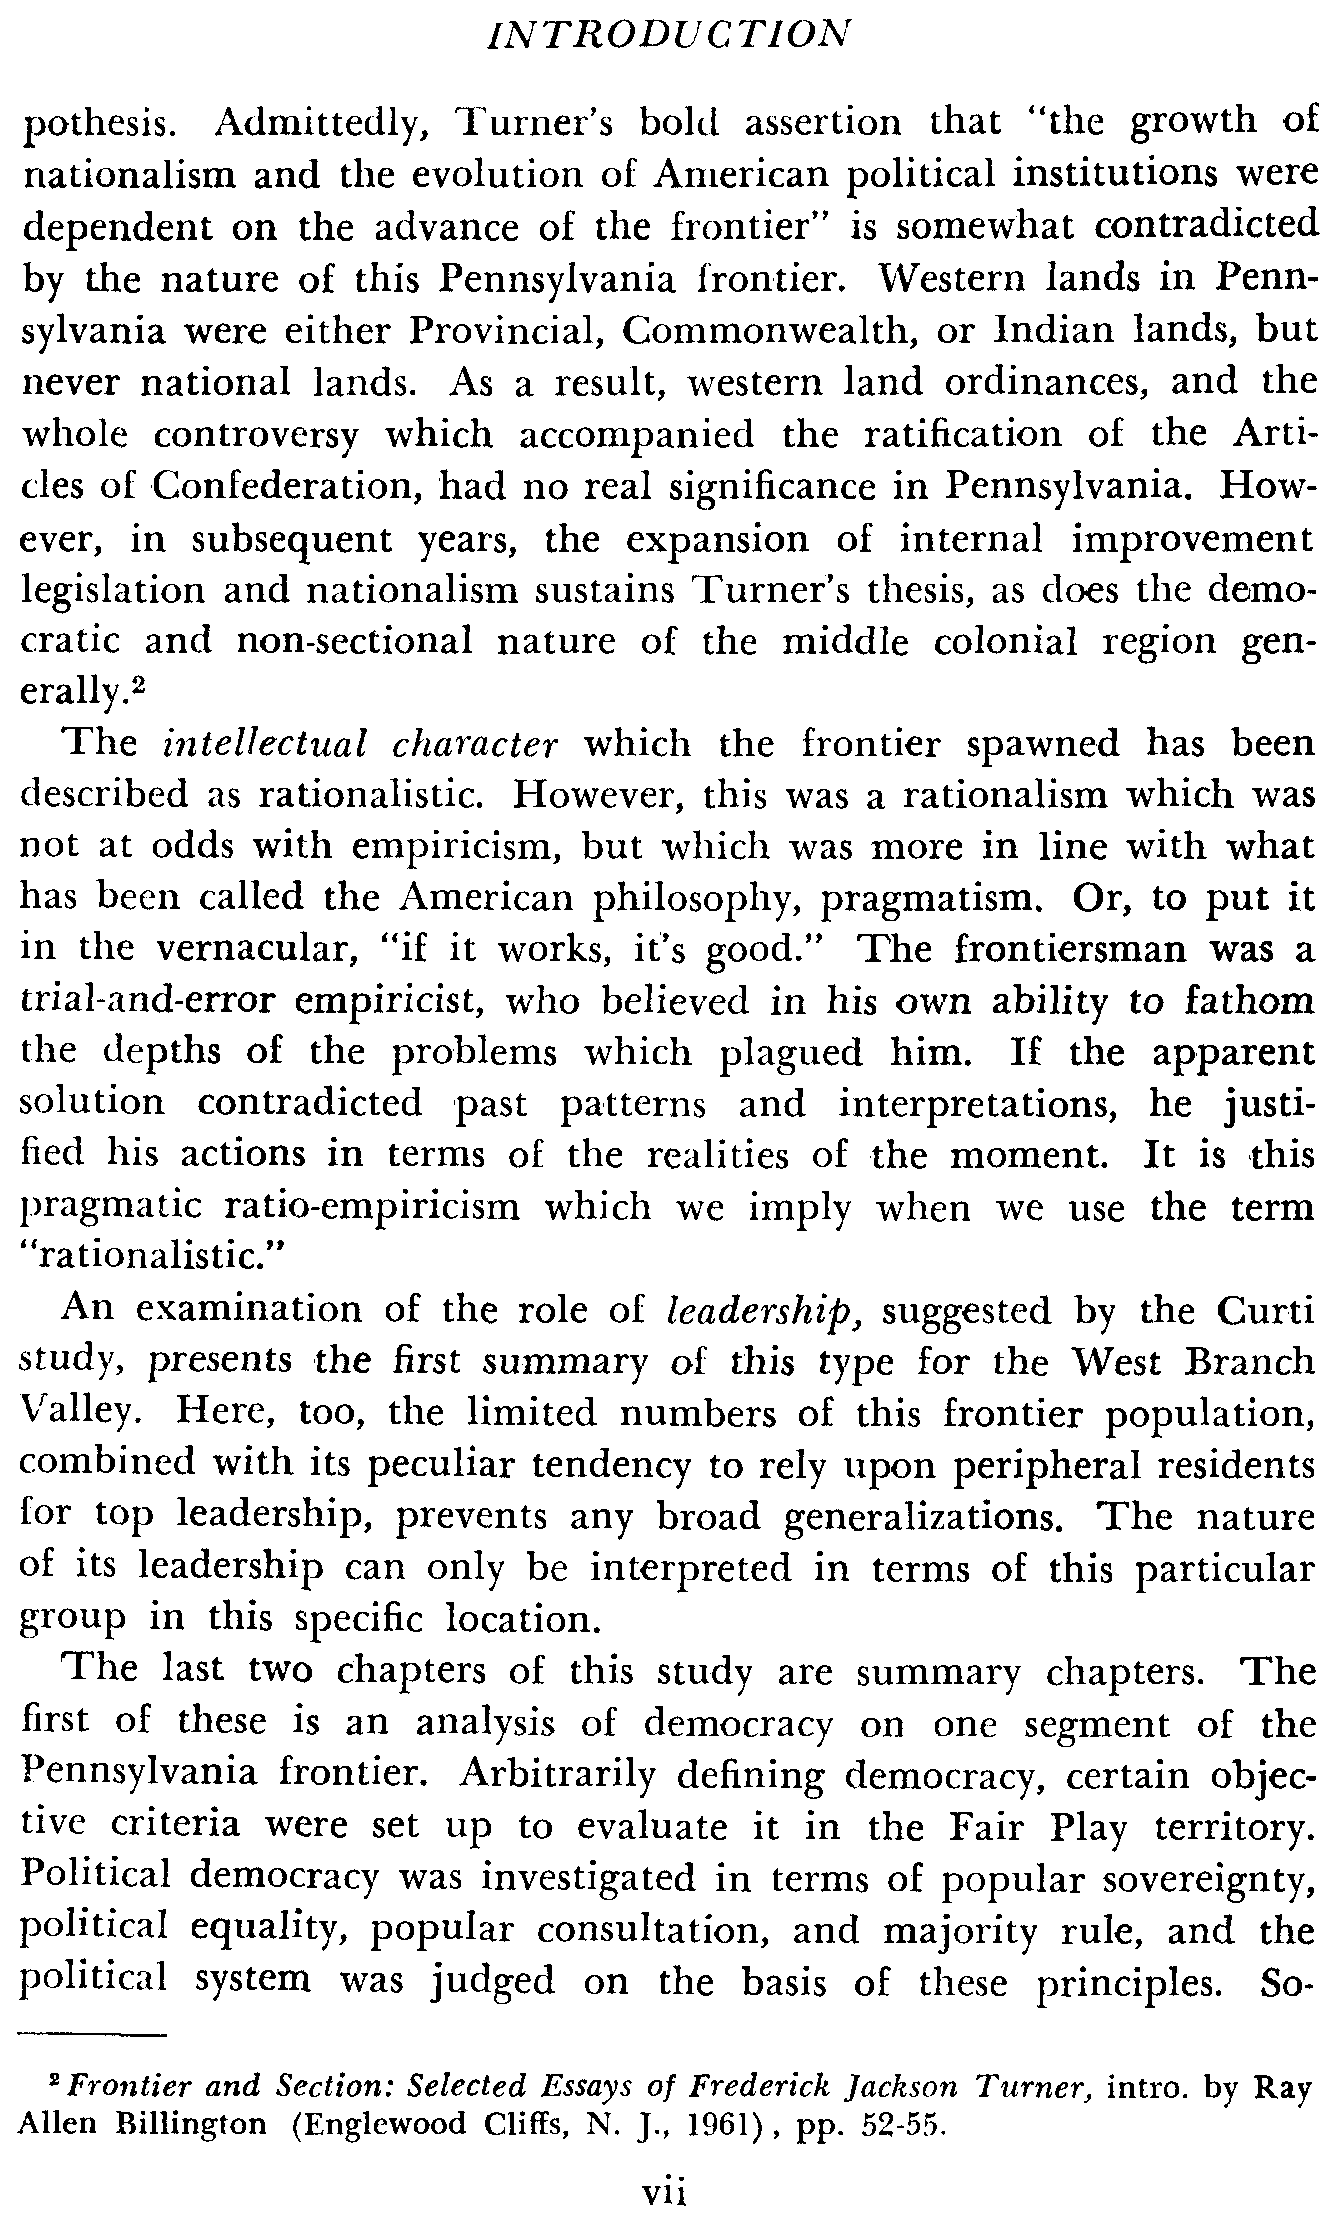 INTRODUCTION
pothesis. Admittedly, Turner's bold assertion that "the growth of
nationalism and the evolution of American political institutions were
dependent on the advance of the frontier" is somewhat contradicted
by the nature of this Pennsylvania frontier. Western lands in Penn-
sylvania were either Provincial, Commonwealth, or Indian lands, but
never national lands. As a result, western land ordinances, and the
whole controversy which accompanied the ratification of the Arti-
cles of Confederation, had no real significance in Pennsylvania. How-
ever, in subsequent years, the expansion of internal improvement
legislation and nationalism sustains Turner's thesis, as does the demo-
cratic and non-sectional nature of the middle colonial region gen-
erally.²
The intellectual character which the frontier spawned has been
described as rationalistic. However, this was a rationalism which was
not at odds with empiricism, but which was more in line with what
has been called the American philosophy, pragmatism. Or, to put it
in the vernacular, "if it works, it's good." The frontiersman was a
trial-and-error empiricist, who believed in his own ability to fathom
the depths of the problems which plagued him. If the apparent
solution contradicted past patterns and interpretations, he justi-
fied his actions in terms of the realities of the moment. It is this
pragmatic ratio-empiricism which we imply when we use the term
"rationalistic."
An examination of the role of leadership, suggested by the Curti
study, presents the first summary of this type for the West Branch
Valley. Here, too, the limited numbers of this frontier population,
combined with its peculiar tendency to rely upon peripheral residents
for top leadership, prevents any broad generalizations. The nature
of its leadership can only be interpreted in terms of this particular
group in this specific location.
The last two chapters of this study are summary chapters. The
first of these is an analysis of democracy on one segment of the
Pennsylvania frontier. Arbitrarily defining democracy, certain objec-
tive criteria were set up to evaluate it in the Fair Play territory.
Political democracy was investigated in terms of popular sovereignty,
political equality, popular consultation, and majority rule, and the
political system was judged on the basis of these principles. So-
² Frontier and Section: Selected Essays of Frederick Jackson Turner, intro. by Ray
Allen Billington (Englewood Cliffs, N. J., 1961), pp. 52-55.
vii